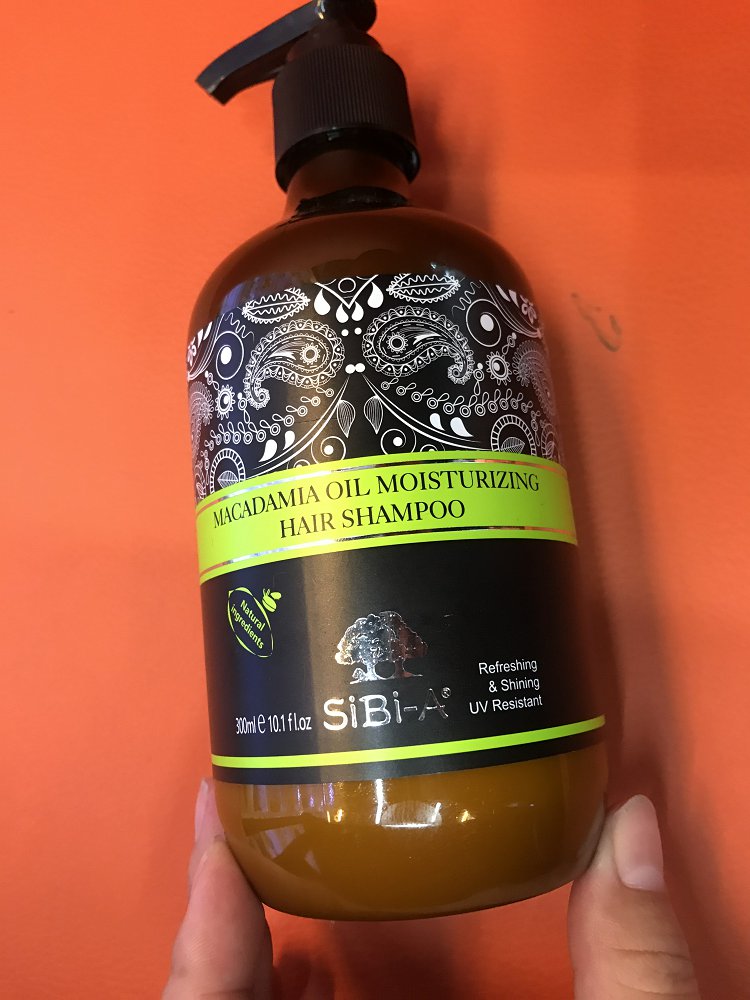 MACADAMIA OIL MOISTURIZING
HAIR SHAMPOO
Natural
ingredients
Refreshing
& Shining
UV Resistant
300ml e 10.1 fl.oz
SiBi-A®